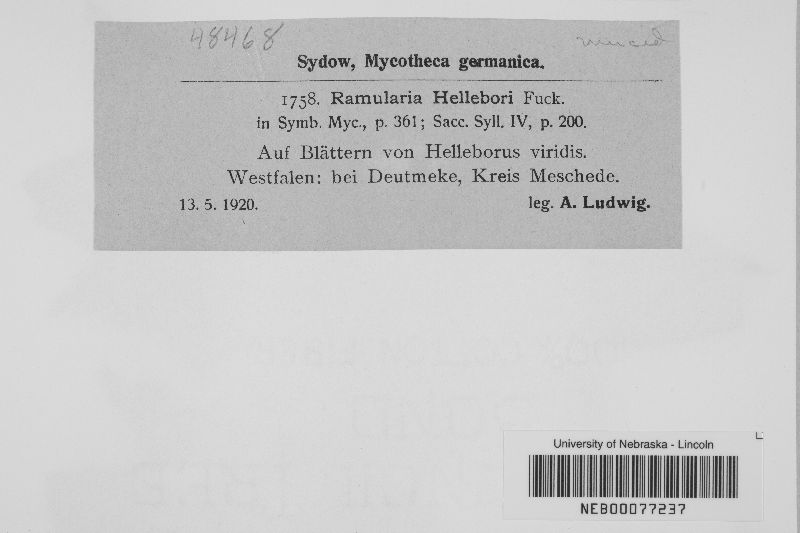 48468
Sydow, Mycotheca germanica.
1758. Ramularia Hellebori Fuck.
in Symb. Myc., p. 361; Sacc. Syll. IV, p. 200.
Auf Blättern von Helleborus viridis.
Westfalen: bei Deutmeke, Kreis Meschede.
13. 5. 1920. leg. A. Ludwig.
University of Nebraska - Lincoln
NEB00077237